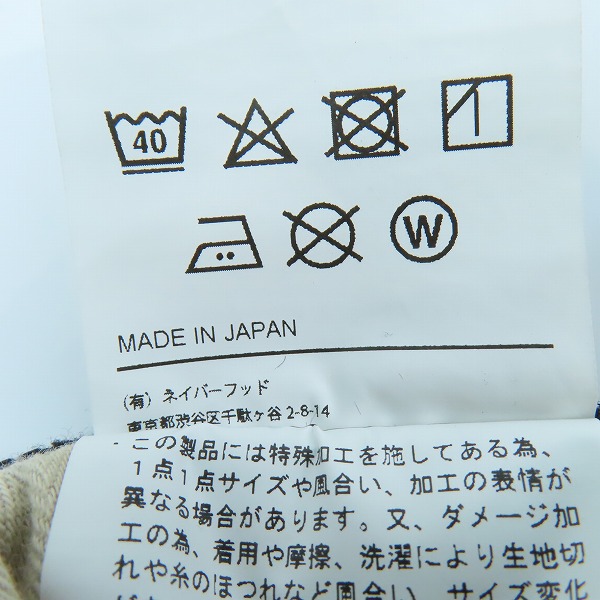 40
W
MADE IN JAPAN
(有) ネイバーフッド
東京都渋谷区千駄ヶ谷 2-8-14
この製品には特殊加工を施してある為、
１点１点サイズや風合い、加工の表情が
異なる場合があります。又、ダメージ加
工の為、着用や摩擦、洗濯により生地切
れや糸のほつれなど風合い、サイズ変化